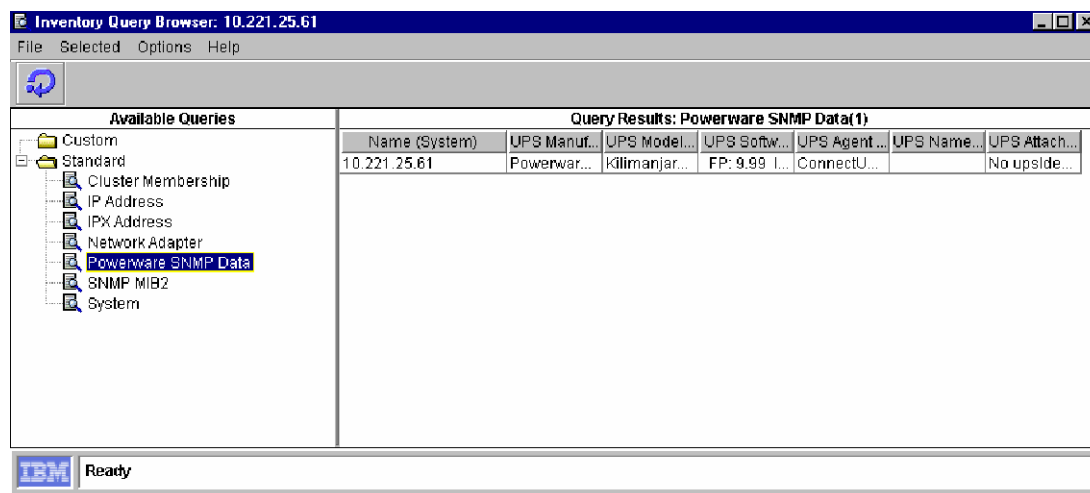 Inventory Query Browser: 10.221.25.61
File Selected Options Help
Available Queries
Query Results: Powerware SNMP Data(1)
Custom
Standard
Cluster Membership
IP Address
IPX Address
Network Adapter
Powerware SNMP Data
SNMP MIB2
System
Name (System) UPS Manuf... UPS Model... UPS Softw... UPS Agent ... UPS Name... UPS Attach...
10.221.25.61 Powerwar... Kilimanjar... FP: 9.99 I... ConnectU... No upsIde...
IBM Ready